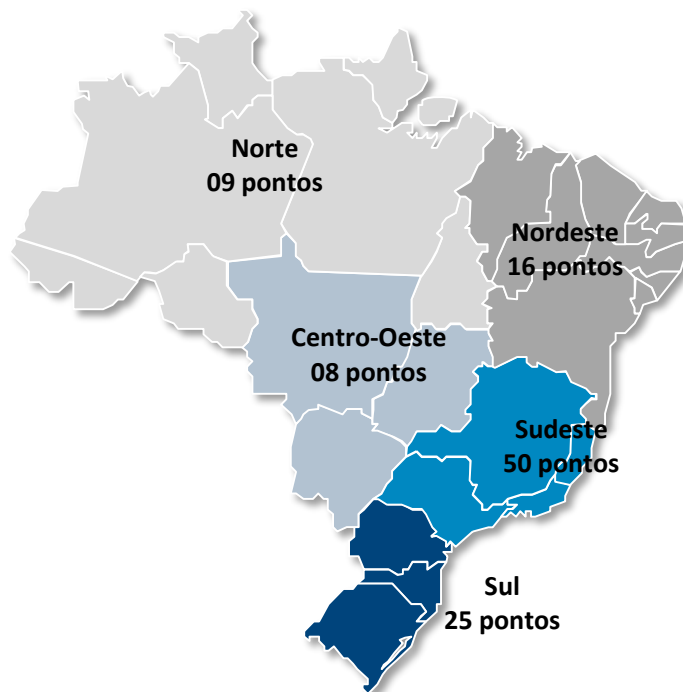 Norte
09 pontos
Nordeste
16 pontos
Centro-Oeste
08 pontos
Sudeste
50 pontos
Sul
25 pontos